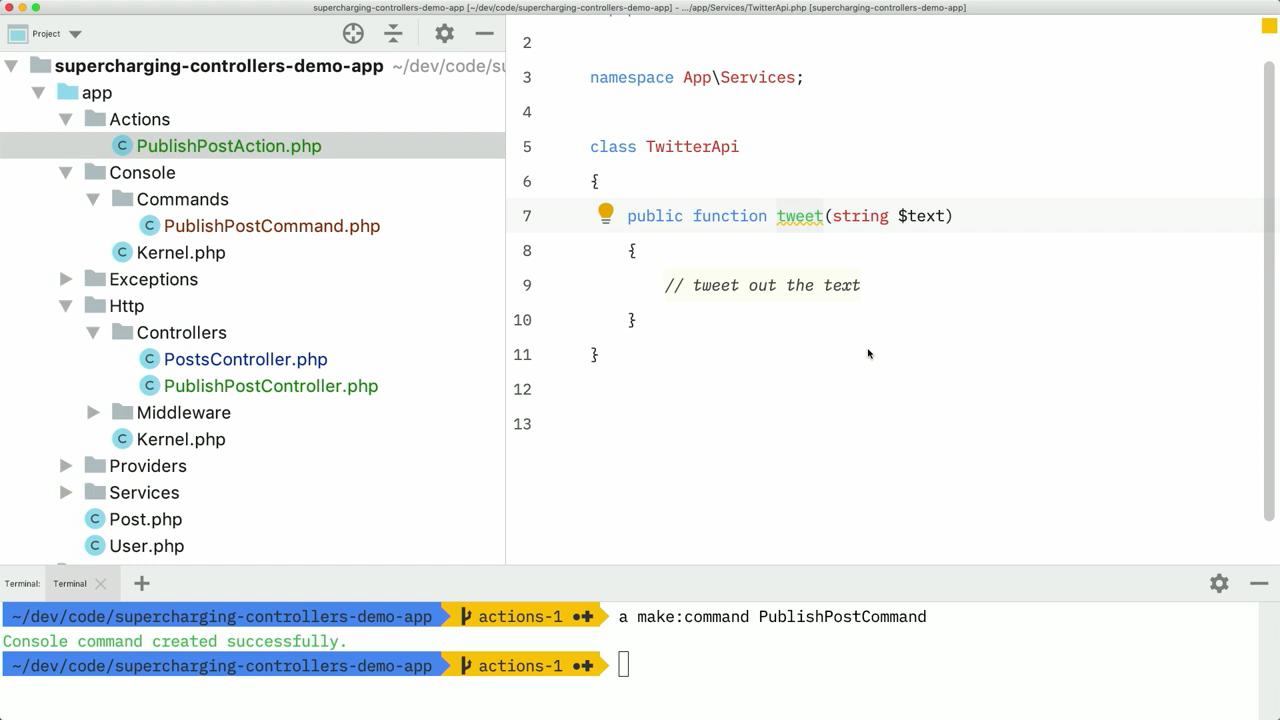 supercharging-controllers-demo-app [~/dev/code/supercharging-controllers-demo-app] - .../app/Services/TwitterApi.php [supercharging-controllers-demo-app]
Project
supercharging-controllers-demo-app ~/dev/code/su
app
Actions
PublishPostAction.php
Console
Commands
PublishPostCommand.php
Kernel.php
Exceptions
Http
Controllers
PostsController.php
PublishPostController.php
Middleware
Kernel.php
Providers
Services
Post.php
User.php
2
3 namespace App\Services;
4
5 class TwitterApi
6 {
7 public function tweet(string $text)
8 {
9 // tweet out the text
10 }
11 }
12
13
Terminal: Terminal
~/dev/code/supercharging-controllers-demo-app actions-1 a make:command PublishPostCommand
Console command created successfully.
~/dev/code/supercharging-controllers-demo-app actions-1